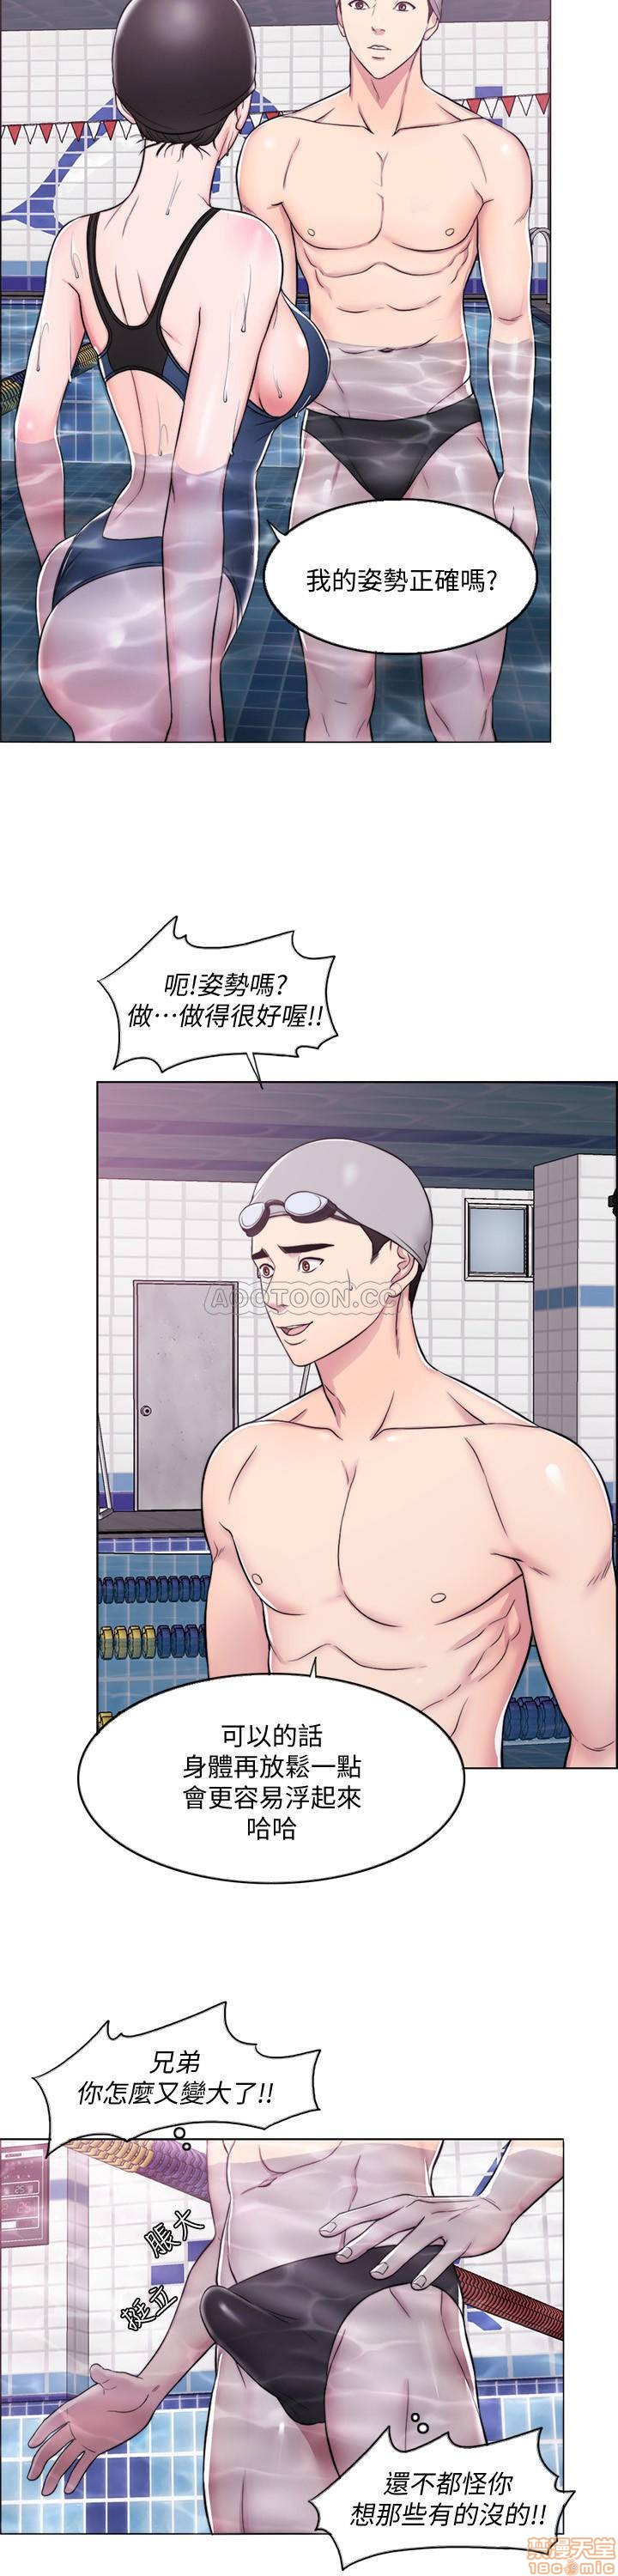 我的姿勢正確嗎?
呃!姿勢嗎?
做…做得很好喔!!
AOOTOON.CC
可以的話
身體再放鬆一點
會更容易浮起來
哈哈
兄弟
你怎麼又變大了!!
脹大
挺立
還不都怪你
想那些有的沒的!!
禁漫天堂
18comic